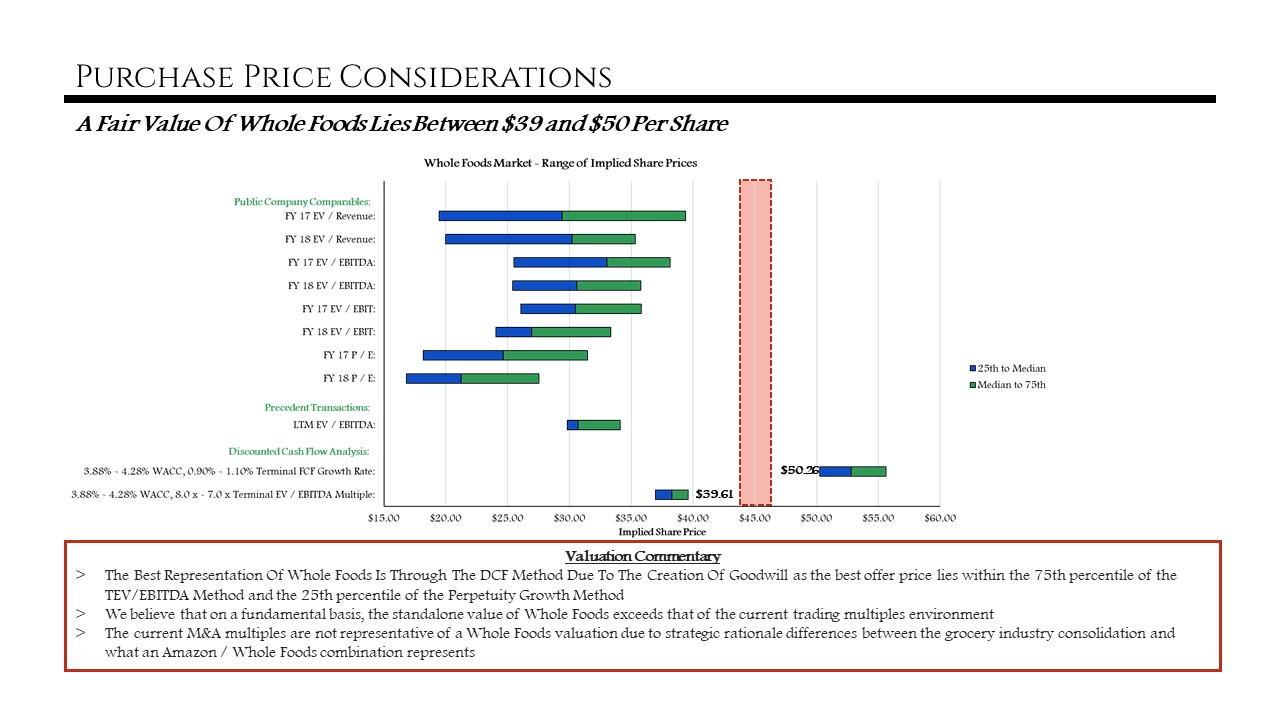 Purchase Price Considerations
A Fair Value Of Whole Foods Lies Between $39 and $50 Per Share
Whole Foods Market - Range of Implied Share Prices
Public Company Comparables:
FY 17 EV / Revenue:
FY 18 EV / Revenue:
FY 17 EV / EBITDA:
FY 18 EV / EBITDA:
FY 17 EV / EBIT:
FY 18 EV / EBIT:
FY 17 P / E:
25th to Median
FY 18 P / E:
Median to 75th
Precedent Transactions:
LTM EV / EBITDA:
Discounted Cash Flow Analysis:
3.88% - 4.28% WACC, 0.90% - 1.10% Terminal FCF Growth Rate:
$50.26
3.88% - 4.28% WACC, 8.0 x - 7.0 x Terminal EV / EBITDA Multiple:
$39.61
$15.00 $20.00 $25.00 $30.00 $35.00 $40.00 $45.00 $50.00 $55.00 $60.00
Implied Share Price
Valuation Commentary
> The Best Representation Of Whole Foods Is Through The DCF Method Due To The Creation Of Goodwill as the best offer price lies within the 75th percentile of the
TEV/EBITDA Method and the 25th percentile of the Perpetuity Growth Method
> We believe that on a fundamental basis, the standalone value of Whole Foods exceeds that of the current trading multiples environment
> The current M&A multiples are not representative of a Whole Foods valuation due to strategic rationale differences between the grocery industry consolidation and
what an Amazon / Whole Foods combination represents